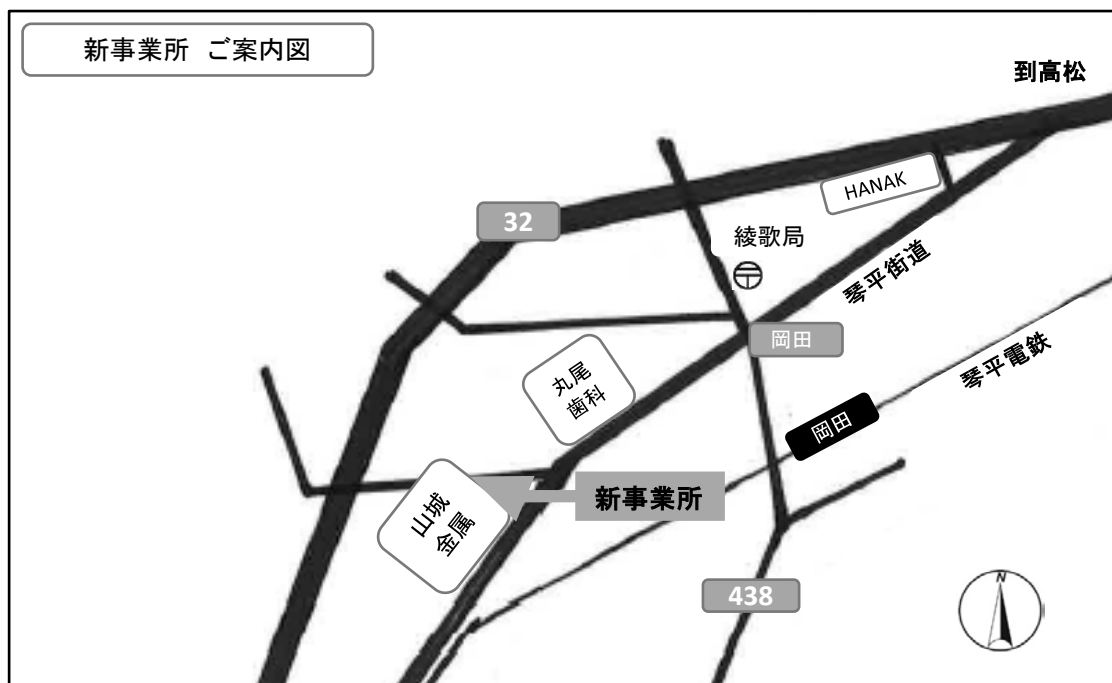 新事業所 ご案内図
到高松
HANAK
32
綾歌局
琴平街道
岡田
琴平電鉄
丸尾
歯科
岡田
山城
金属
新事業所
438
N